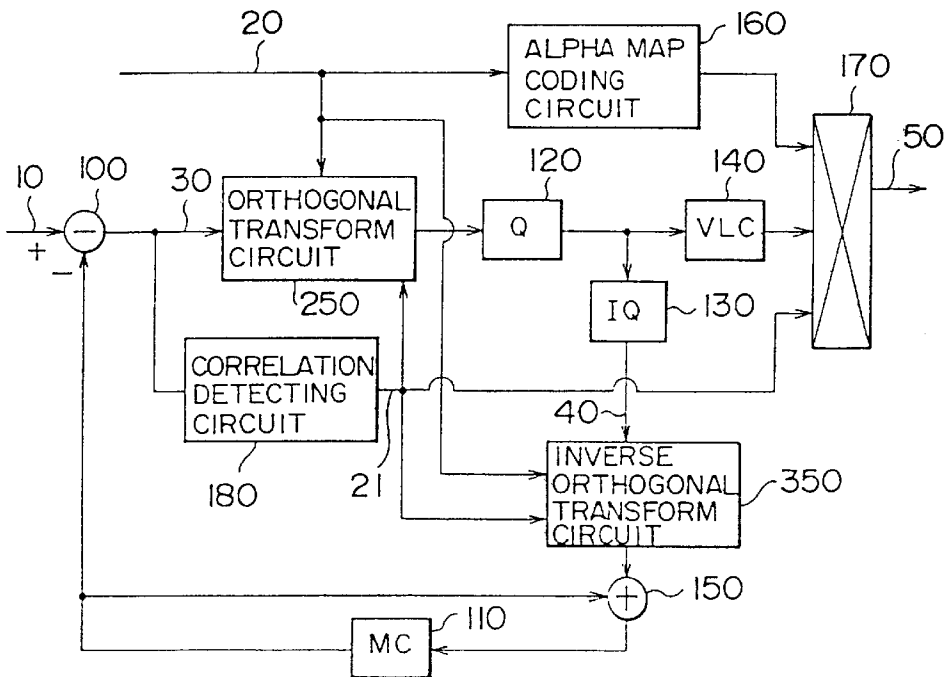 20
ALPHA MAP
CODING
CIRCUIT
160
170
50
10
100
30
ORTHOGONAL
TRANSFORM
CIRCUIT
250
120
Q
140
VLC
+
−
−
IQ
130
CORRELATION
DETECTING
CIRCUIT
180
21
40
INVERSE
ORTHOGONAL
TRANSFORM
CIRCUIT
350
+
150
110
MC